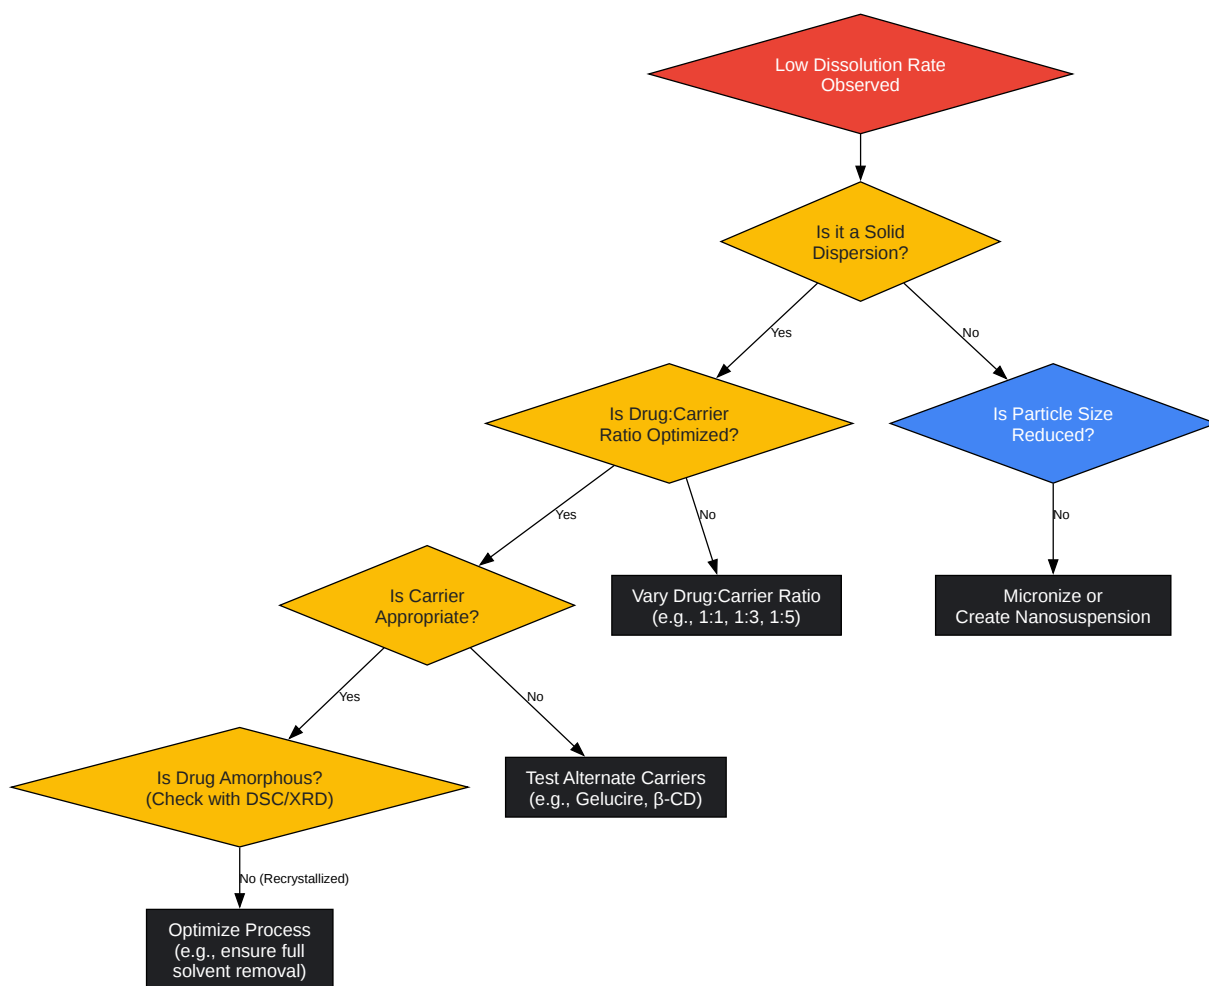 Low Dissolution Rate
Observed
Is it a Solid
Dispersion?
Yes
No
Is Drug:Carrier
Ratio Optimized?
Is Particle Size
Reduced?
Yes
No
No
Is Carrier
Appropriate?
Vary Drug:Carrier Ratio
(e.g., 1:1, 1:3, 1:5)
Micronize or
Create Nanosuspension
Yes
No
Is Drug Amorphous?
(Check with DSC/XRD)
Test Alternate Carriers
(e.g., Gelucire, β-CD)
No (Recrystallized)
Optimize Process
(e.g., ensure full
solvent removal)